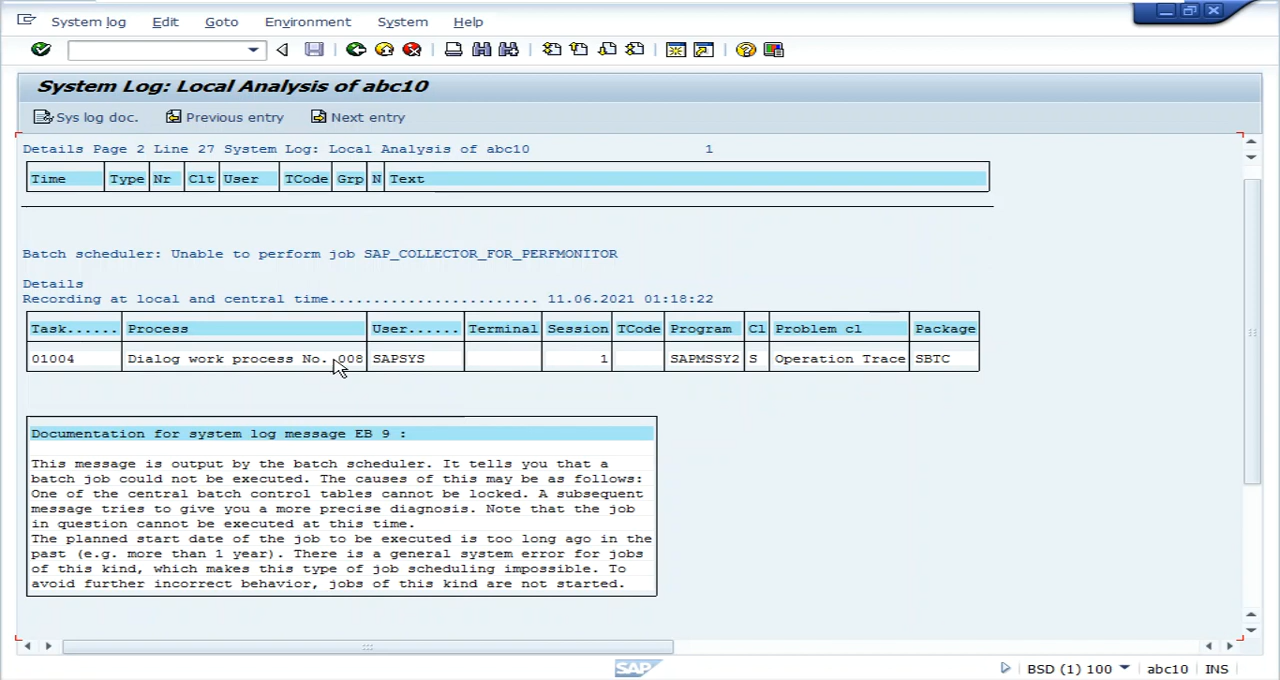 System log Edit Goto Environment System Help
System Log: Local Analysis of abc10
Sys log doc. Previous entry Next entry
Details Page 2 Line 27 System Log: Local Analysis of abc10 1
Time Type Nr Clt User TCode Grp N Text
Batch scheduler: Unable to perform job SAP_COLLECTOR_FOR_PERFMONITOR
Details
Recording at local and central time........................ 11.06.2021 01:18:22
Task...... Process User...... Terminal Session TCode Program Cl Problem cl Package
01004 Dialog work process No. 008 SAPSYS 1 SAPMSSY2 S Operation Trace SBTC
Documentation for system log message EB 9 :
This message is output by the batch scheduler. It tells you that a
batch job could not be executed. The causes of this may be as follows:
One of the central batch control tables cannot be locked. A subsequent
message tries to give you a more precise diagnosis. Note that the job
in question cannot be executed at this time.
The planned start date of the job to be executed is too long ago in the
past (e.g. more than 1 year). There is a general system error for jobs
of this kind, which makes this type of job scheduling impossible. To
avoid further incorrect behavior, jobs of this kind are not started.
SAP BSD (1) 100 abc10 INS